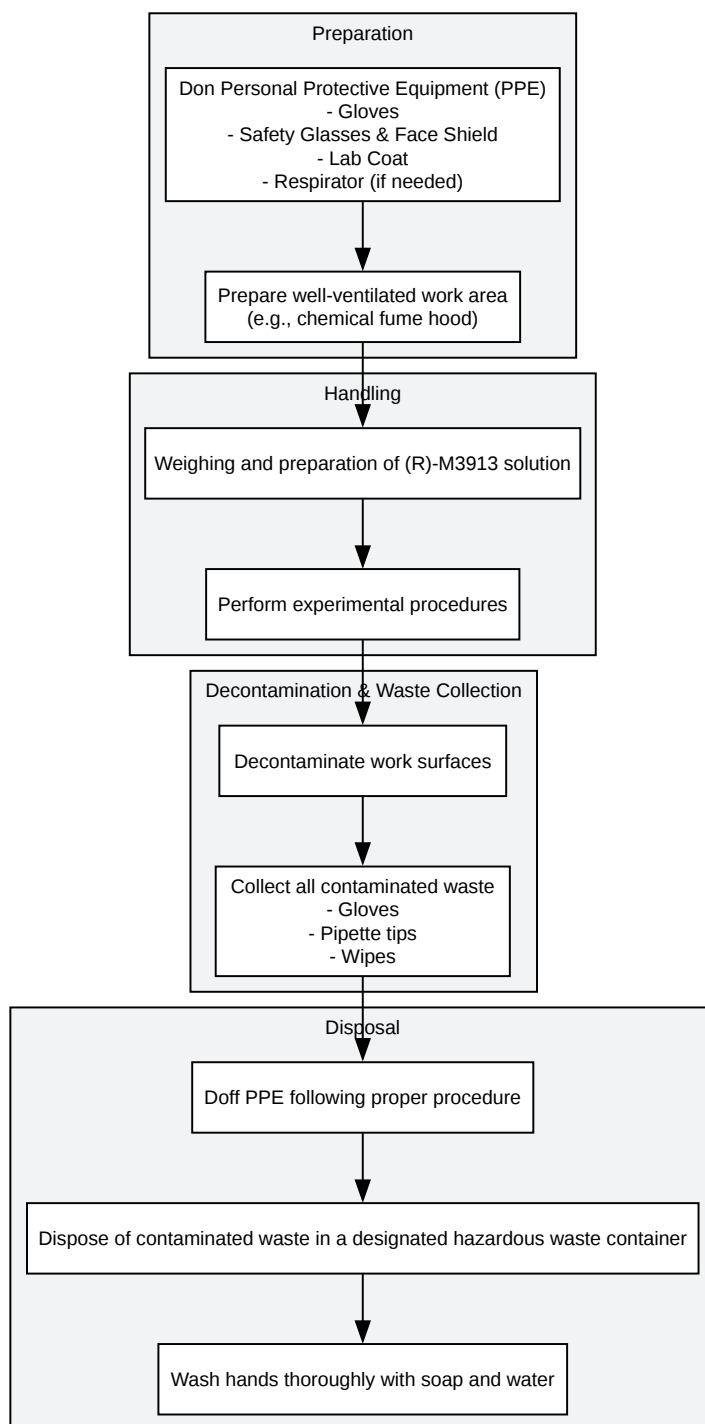 Preparation
Don Personal Protective Equipment (PPE)
- Gloves
- Safety Glasses & Face Shield
- Lab Coat
- Respirator (if needed)
Prepare well-ventilated work area
(e.g., chemical fume hood)
Handling
Weighing and preparation of (R)-M3913 solution
Perform experimental procedures
Decontamination & Waste Collection
Decontaminate work surfaces
Collect all contaminated waste
- Gloves
- Pipette tips
- Wipes
Disposal
Doff PPE following proper procedure
Dispose of contaminated waste in a designated hazardous waste container
Wash hands thoroughly with soap and water